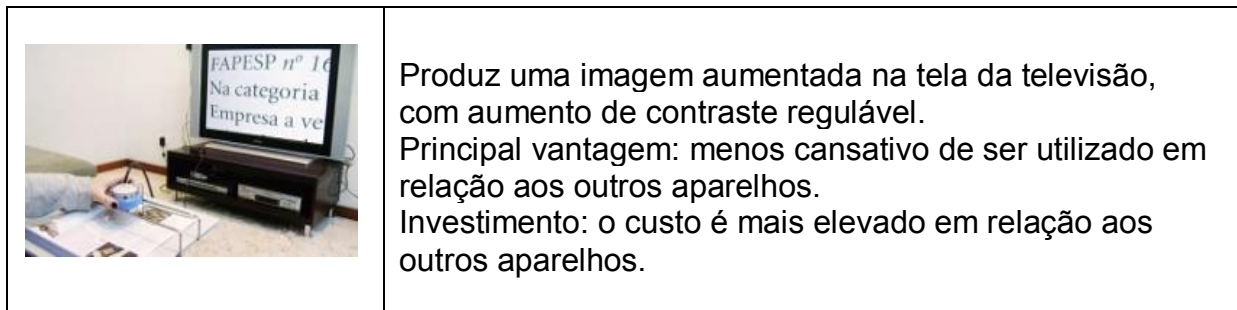 FAPESP nº 16
Na categoria
Empresa a ve
Produz uma imagem aumentada na tela da televisão,
com aumento de contraste regulável.
Principal vantagem: menos cansativo de ser utilizado em
relação aos outros aparelhos.
Investimento: o custo é mais elevado em relação aos
outros aparelhos.